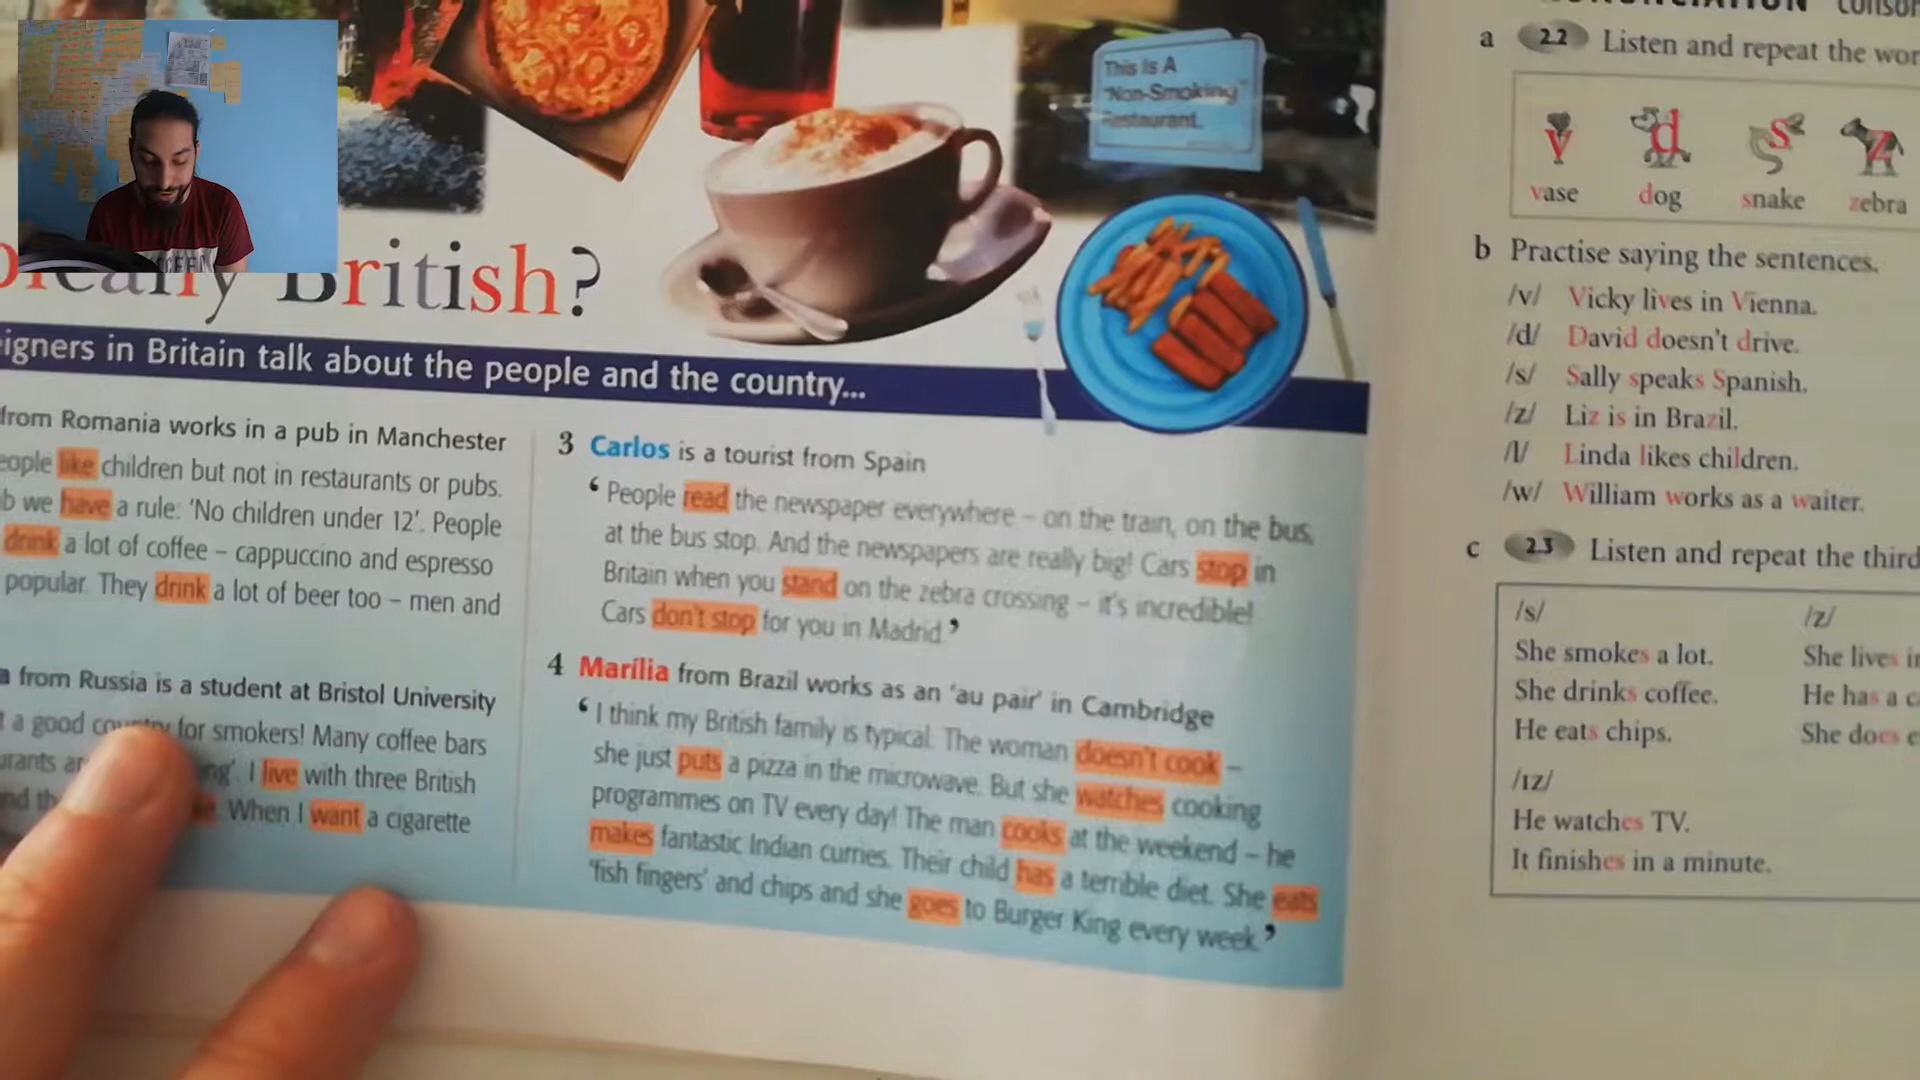 British?
igners in Britain talk about the people and the country...
This Is A
"Non-Smoking"
Restaurant.
from Romania works in a pub in Manchester
people like children but not in restaurants or pubs.
b we have a rule: 'No children under 12'. People
drink a lot of coffee – cappuccino and espresso
popular. They drink a lot of beer too – men and
a from Russia is a student at Bristol University
t a good country for smokers! Many coffee bars
ng'. I live with three British
When I want a cigarette
3 Carlos is a tourist from Spain
‘ People read the newspaper everywhere – on the train, on the bus,
at the bus stop. And the newspapers are really big! Cars stop in
Britain when you stand on the zebra crossing – it's incredible!
Cars don't stop for you in Madrid. ’
4 Marília from Brazil works as an 'au pair' in Cambridge
‘ I think my British family is typical. The woman doesn't cook –
she just puts a pizza in the microwave. But she watches cooking
programmes on TV every day! The man cooks at the weekend – he
makes fantastic Indian curries. Their child has a terrible diet. She eats
'fish fingers' and chips and she goes to Burger King every week. ’
a 2.2 Listen and repeat the wor
v d s z
vase dog snake zebra
b Practise saying the sentences.
/v/ Vicky lives in Vienna.
/d/ David doesn't drive.
/s/ Sally speaks Spanish.
/z/ Liz is in Brazil.
/l/ Linda likes children.
/w/ William works as a waiter.
c 2.3 Listen and repeat the third
/s/ /z/
She smokes a lot. She lives in
She drinks coffee. He has a c
He eats chips. She does e
/ɪz/
He watches TV.
It finishes in a minute.